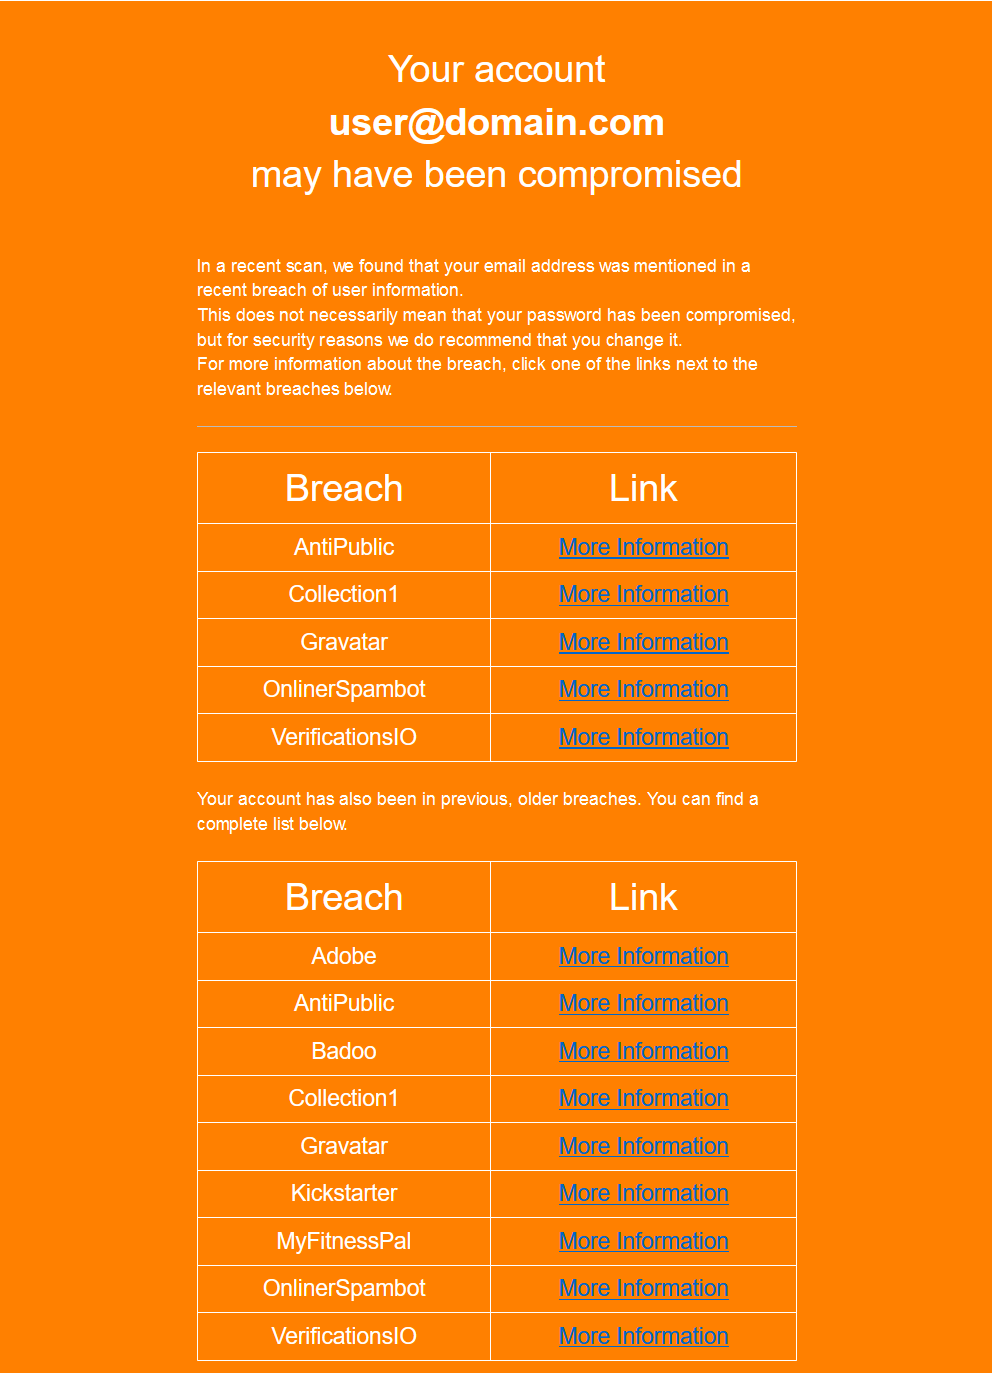 Your account
user@domain.com
may have been compromised
In a recent scan, we found that your email address was mentioned in a
recent breach of user information.
This does not necessarily mean that your password has been compromised,
but for security reasons we do recommend that you change it.
For more information about the breach, click one of the links next to the
relevant breaches below.
Breach Link
AntiPublic More Information
Collection1 More Information
Gravatar More Information
OnlinerSpambot More Information
VerificationsIO More Information
Your account has also been in previous, older breaches. You can find a
complete list below.
Breach Link
Adobe More Information
AntiPublic More Information
Badoo More Information
Collection1 More Information
Gravatar More Information
Kickstarter More Information
MyFitnessPal More Information
OnlinerSpambot More Information
VerificationsIO More Information